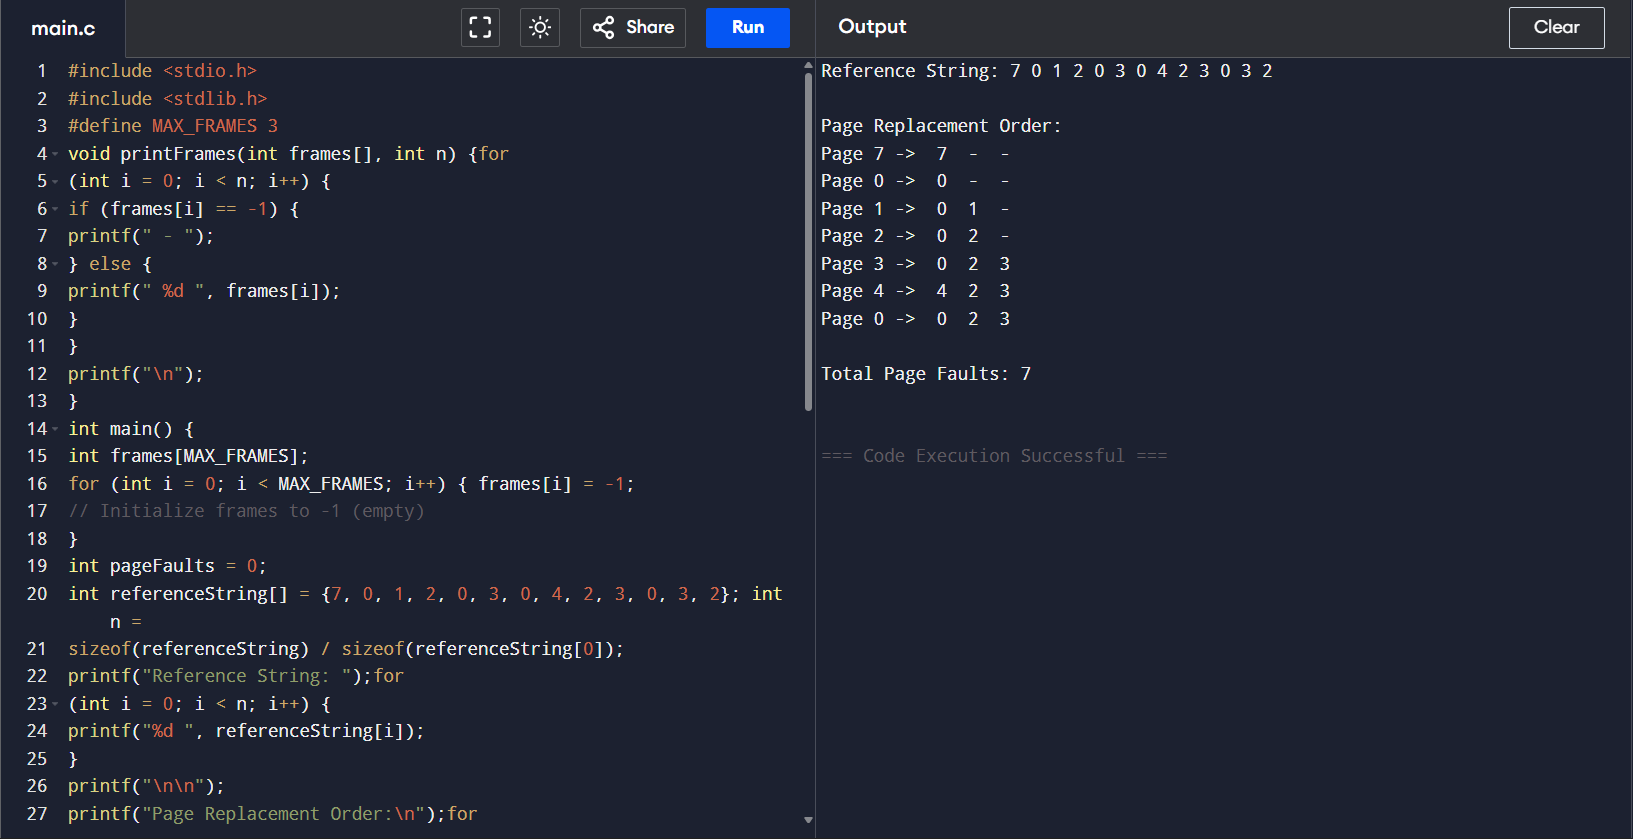 main.c
Share
Run
1 #include <stdio.h>
2 #include <stdlib.h>
3 #define MAX_FRAMES 3
4 void printFrames(int frames[], int n) {for
5 (int i = 0; i < n; i++) {
6 if (frames[i] == -1) {
7 printf(" - ");
8 } else {
9 printf(" %d ", frames[i]);
10 }
11 }
12 printf("\n");
13 }
14 int main() {
15 int frames[MAX_FRAMES];
16 for (int i = 0; i < MAX_FRAMES; i++) { frames[i] = -1;
17 // Initialize frames to -1 (empty)
18 }
19 int pageFaults = 0;
20 int referenceString[] = {7, 0, 1, 2, 0, 3, 0, 4, 2, 3, 0, 3, 2}; int
n =
21 sizeof(referenceString) / sizeof(referenceString[0]);
22 printf("Reference String: ");for
23 (int i = 0; i < n; i++) {
24 printf("%d ", referenceString[i]);
25 }
26 printf("\n\n");
27 printf("Page Replacement Order:\n");for
Output
Clear
Reference String: 7 0 1 2 0 3 0 4 2 3 0 3 2
Page Replacement Order:
Page 7 -> 7 - -
Page 0 -> 0 - -
Page 1 -> 0 1 -
Page 2 -> 0 2 -
Page 3 -> 0 2 3
Page 4 -> 4 2 3
Page 0 -> 0 2 3
Total Page Faults: 7
=== Code Execution Successful ===